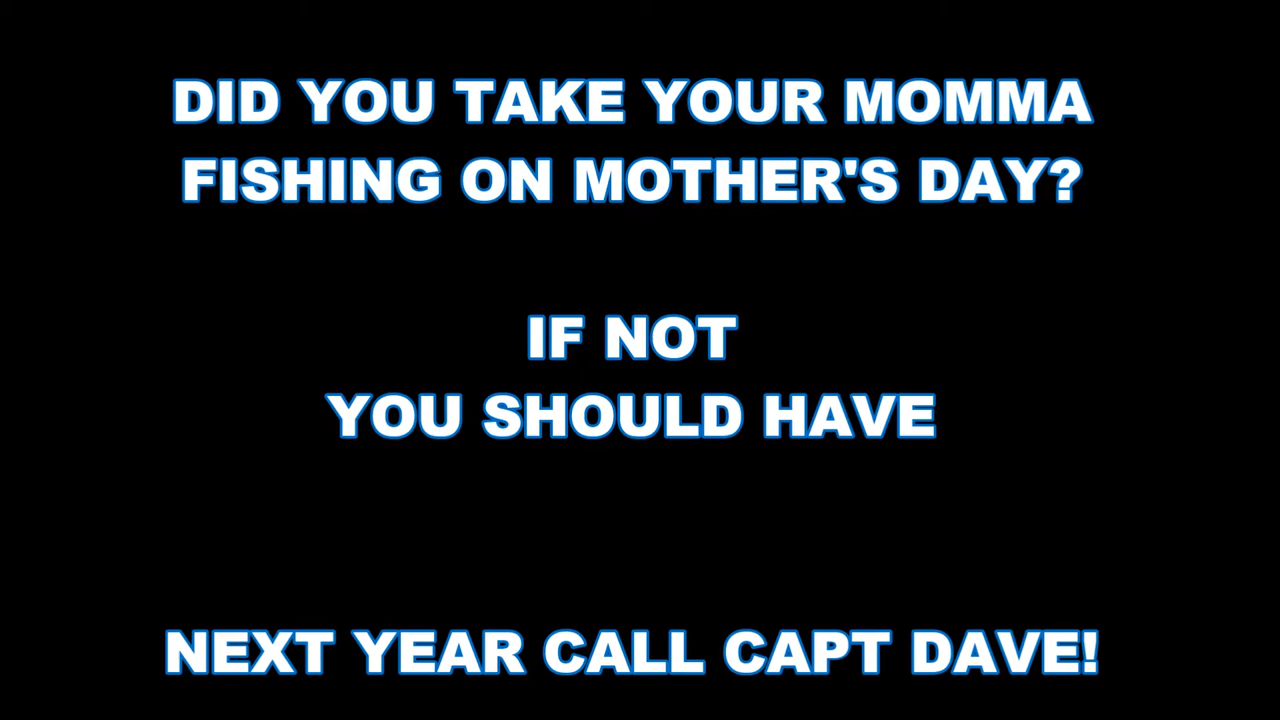 DID YOU TAKE YOUR MOMMA
FISHING ON MOTHER'S DAY?
IF NOT
YOU SHOULD HAVE
NEXT YEAR CALL CAPT DAVE!